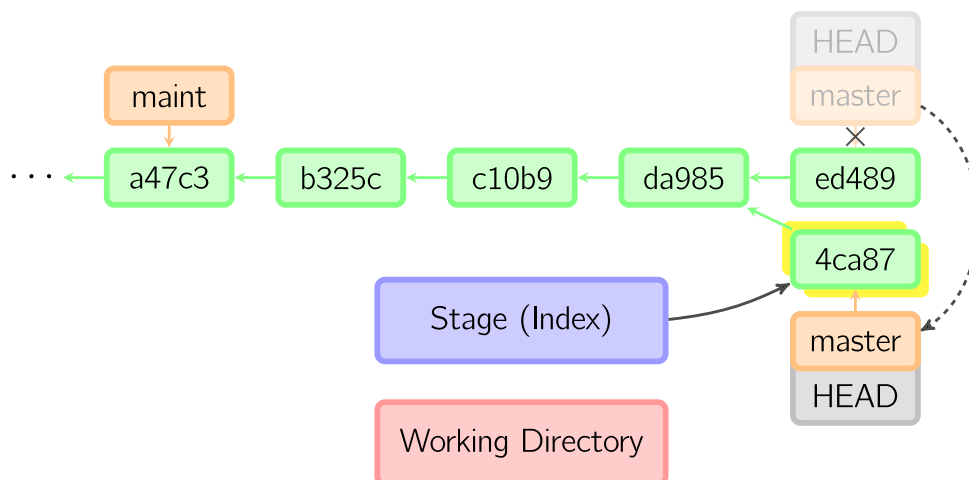 HEAD
maint
master
··· a47c3 b325c c10b9 da985 ed489
4ca87
Stage (Index)
master
HEAD
Working Directory